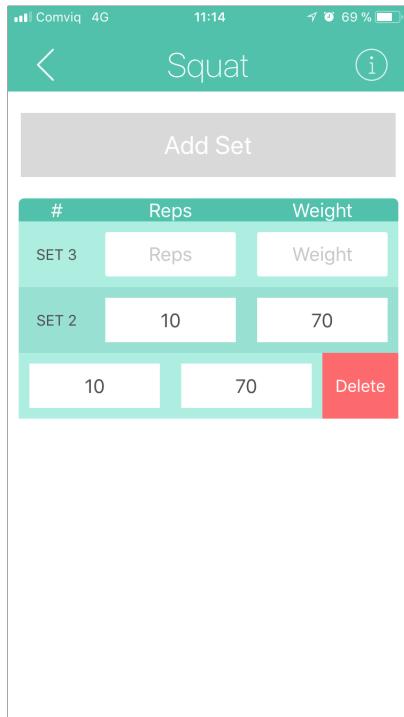 Comviq 4G 11:14 69 %
Squat
Add Set
# Reps Weight
SET 3 Reps Weight
SET 2 10 70
10 70 Delete